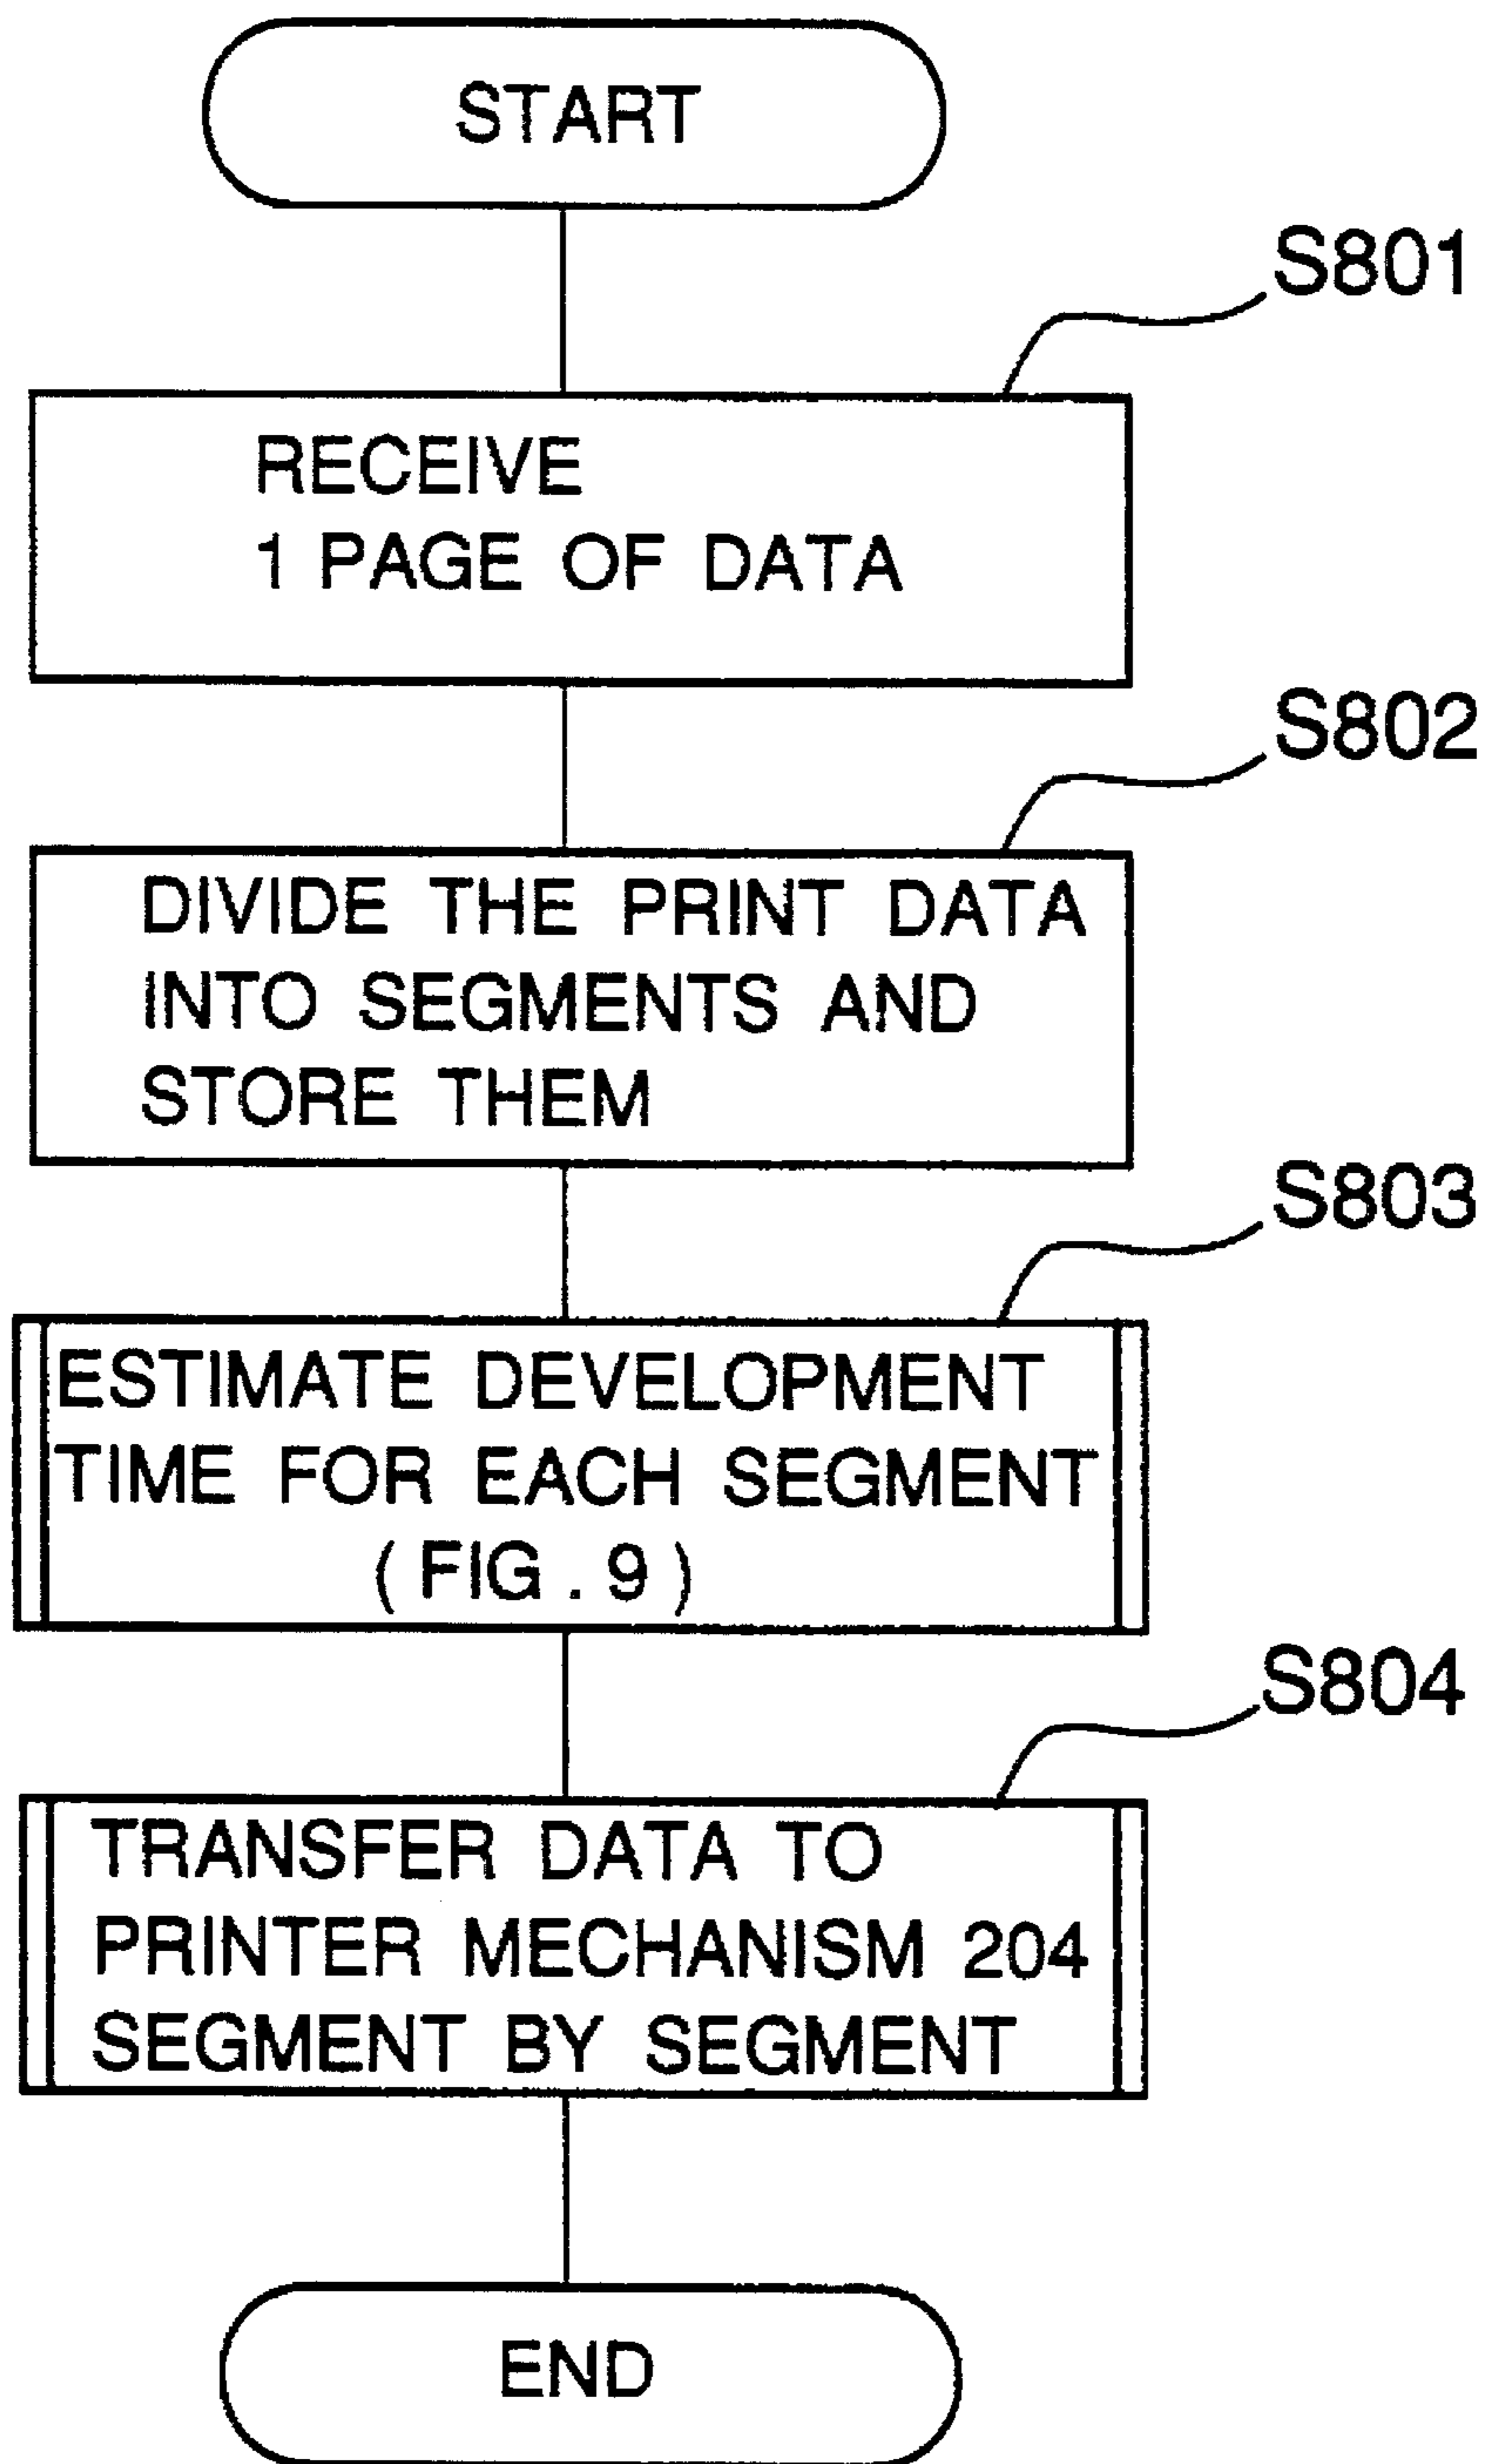 START
S801
RECEIVE
1 PAGE OF DATA
S802
DIVIDE THE PRINT DATA
INTO SEGMENTS AND
STORE THEM
S803
ESTIMATE DEVELOPMENT
TIME FOR EACH SEGMENT
( FIG . 9 )
S804
TRANSFER DATA TO
PRINTER MECHANISM 204
SEGMENT BY SEGMENT
END